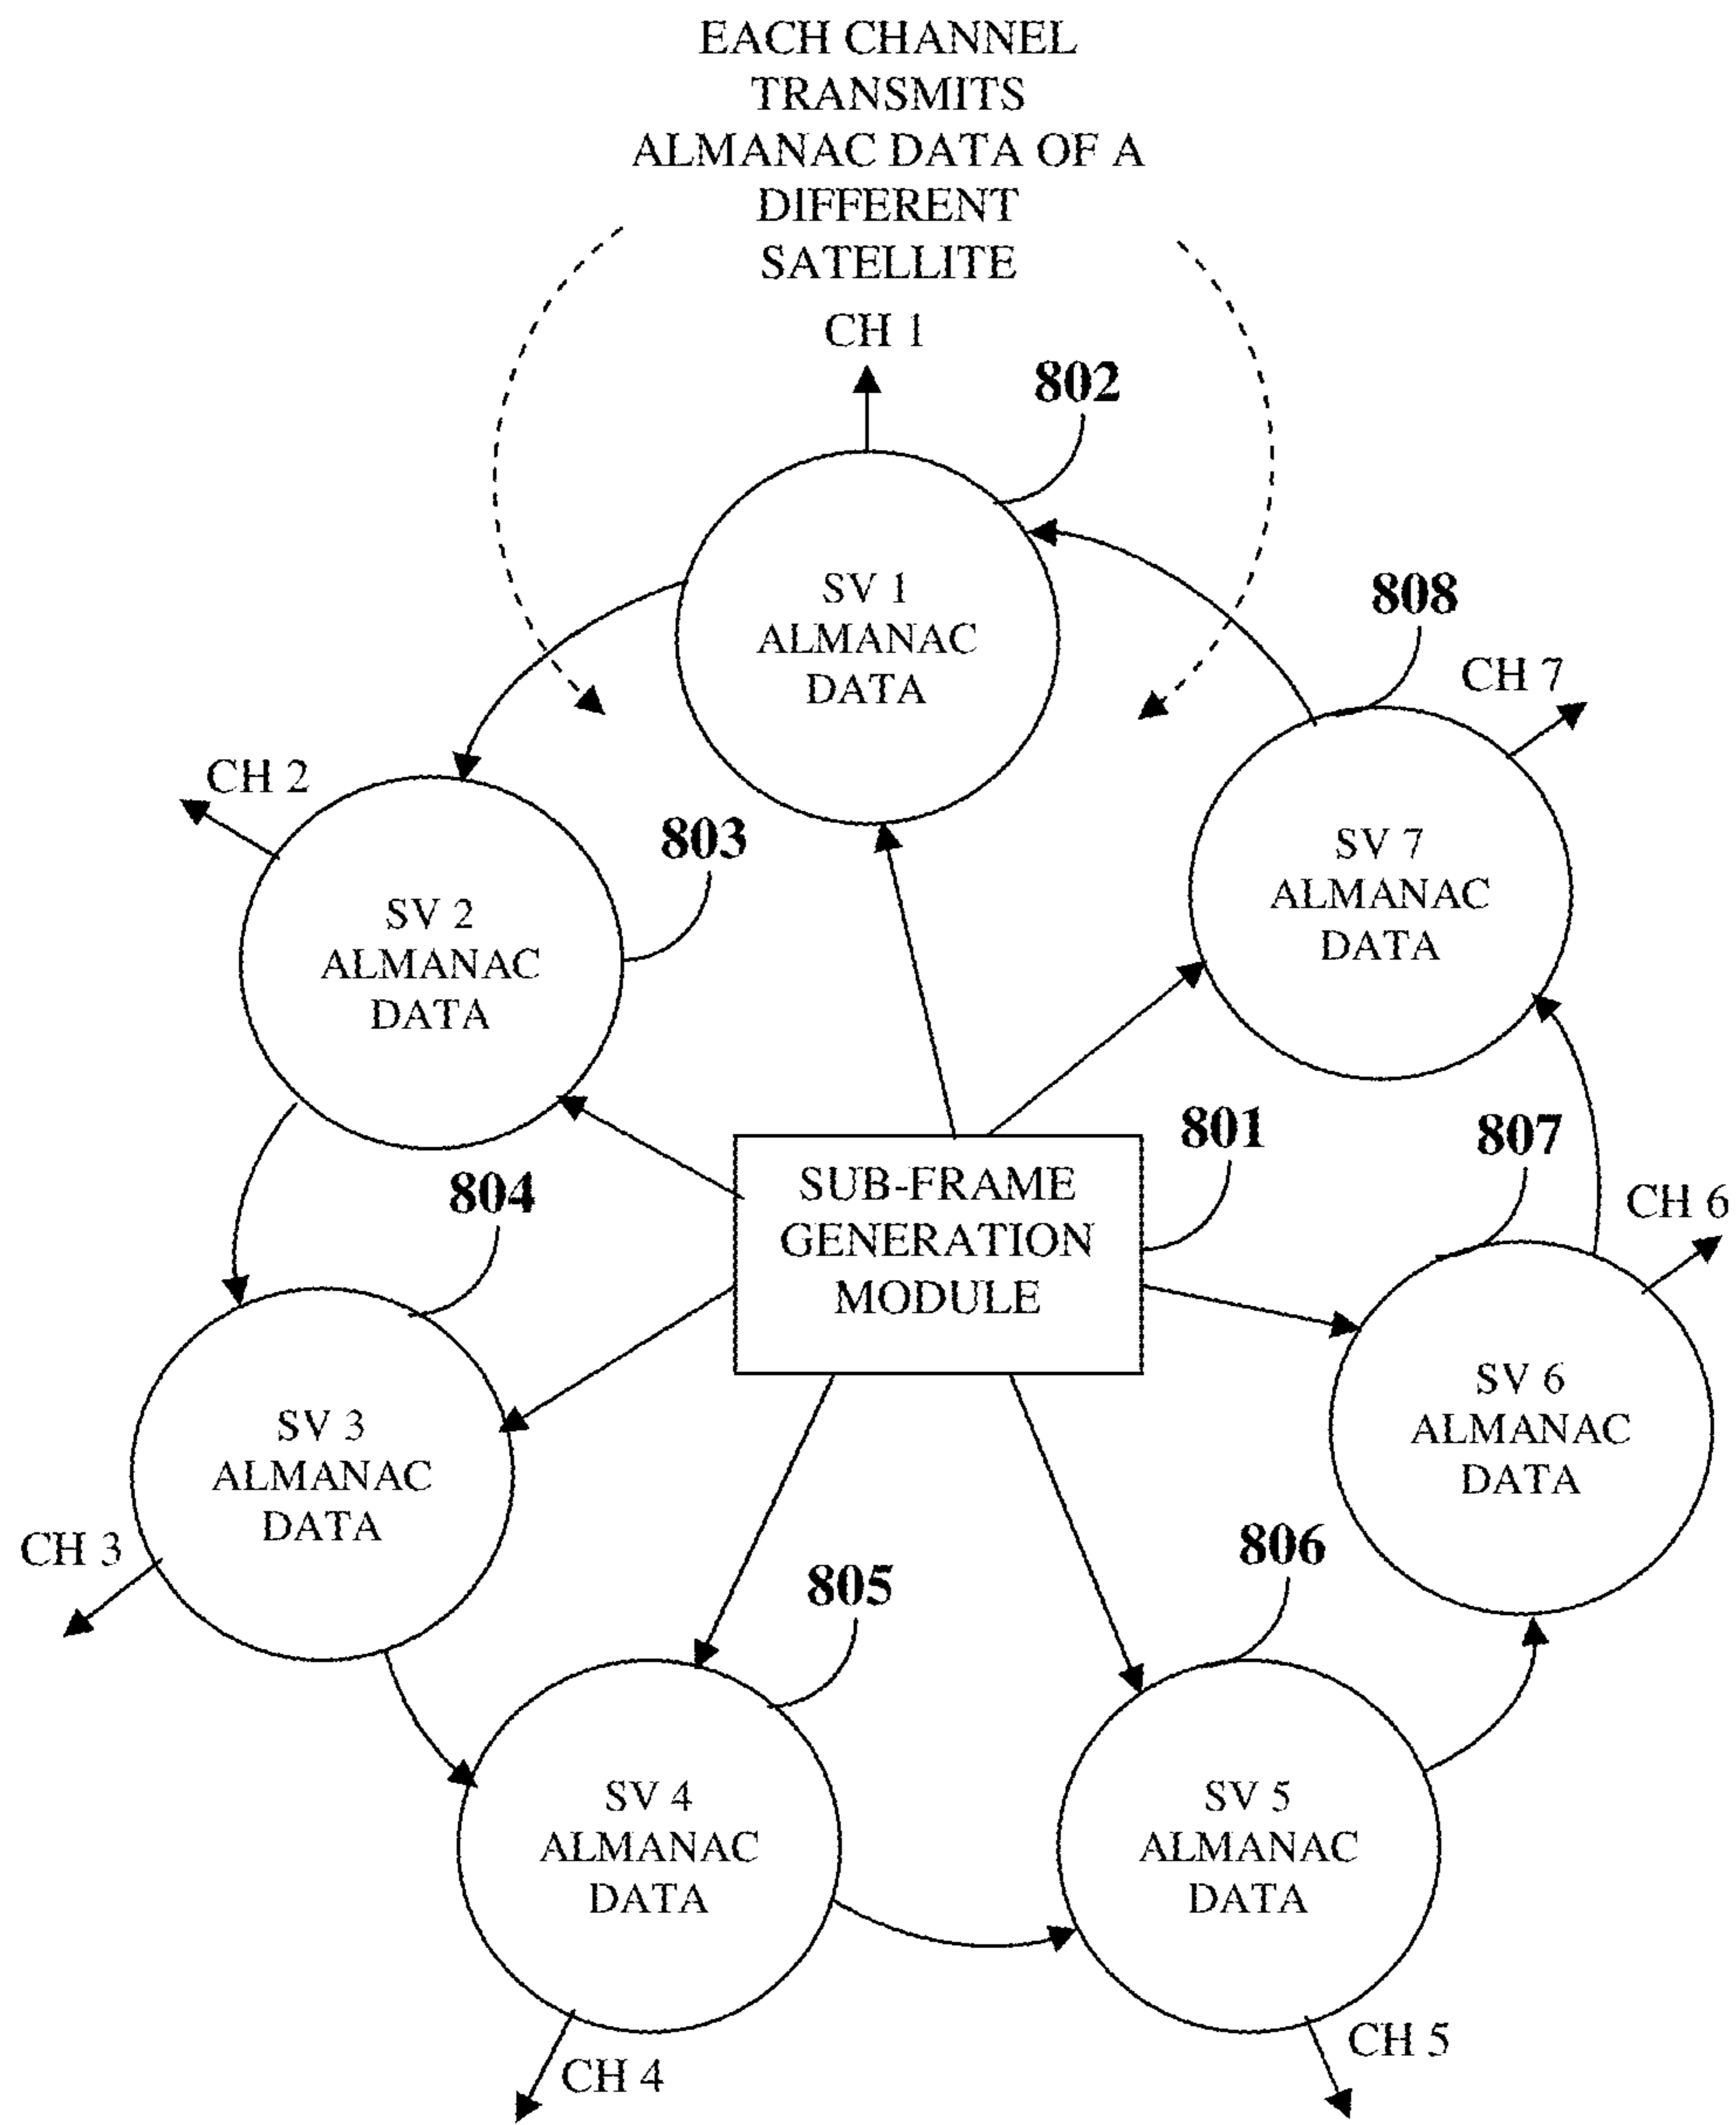 EACH CHANNEL
TRANSMITS
ALMANAC DATA OF A
DIFFERENT
SATELLITE
CH 1
802
SV 1
ALMANAC
DATA
808
CH 7
CH 2
803
SV 7
ALMANAC
DATA
SV 2
ALMANAC
DATA
801
807
804
SUB-FRAME
GENERATION
MODULE
CH 6
SV 6
ALMANAC
DATA
SV 3
ALMANAC
DATA
CH 3
806
805
SV 4
ALMANAC
DATA
SV 5
ALMANAC
DATA
CH 4
CH 5